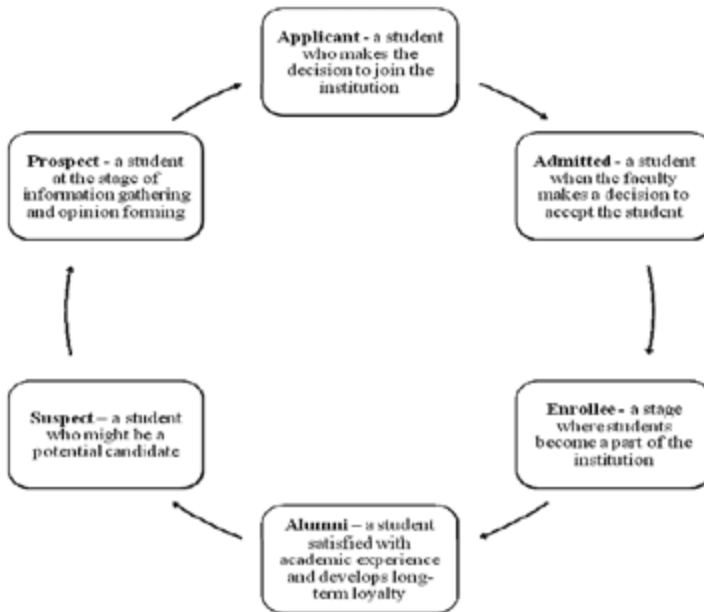 Applicant - a student
who makes the
decision to join the
institution
Admitted - a student
when the faculty
makes a decision to
accept the student
Enrollee - a stage
where students
become a part of the
institution
Alumni – a student
satisfied with
academic experience
and develops long-
term loyalty
Suspect – a student
who might be a
potential candidate
Prospect - a student
at the stage of
information gathering
and opinion forming